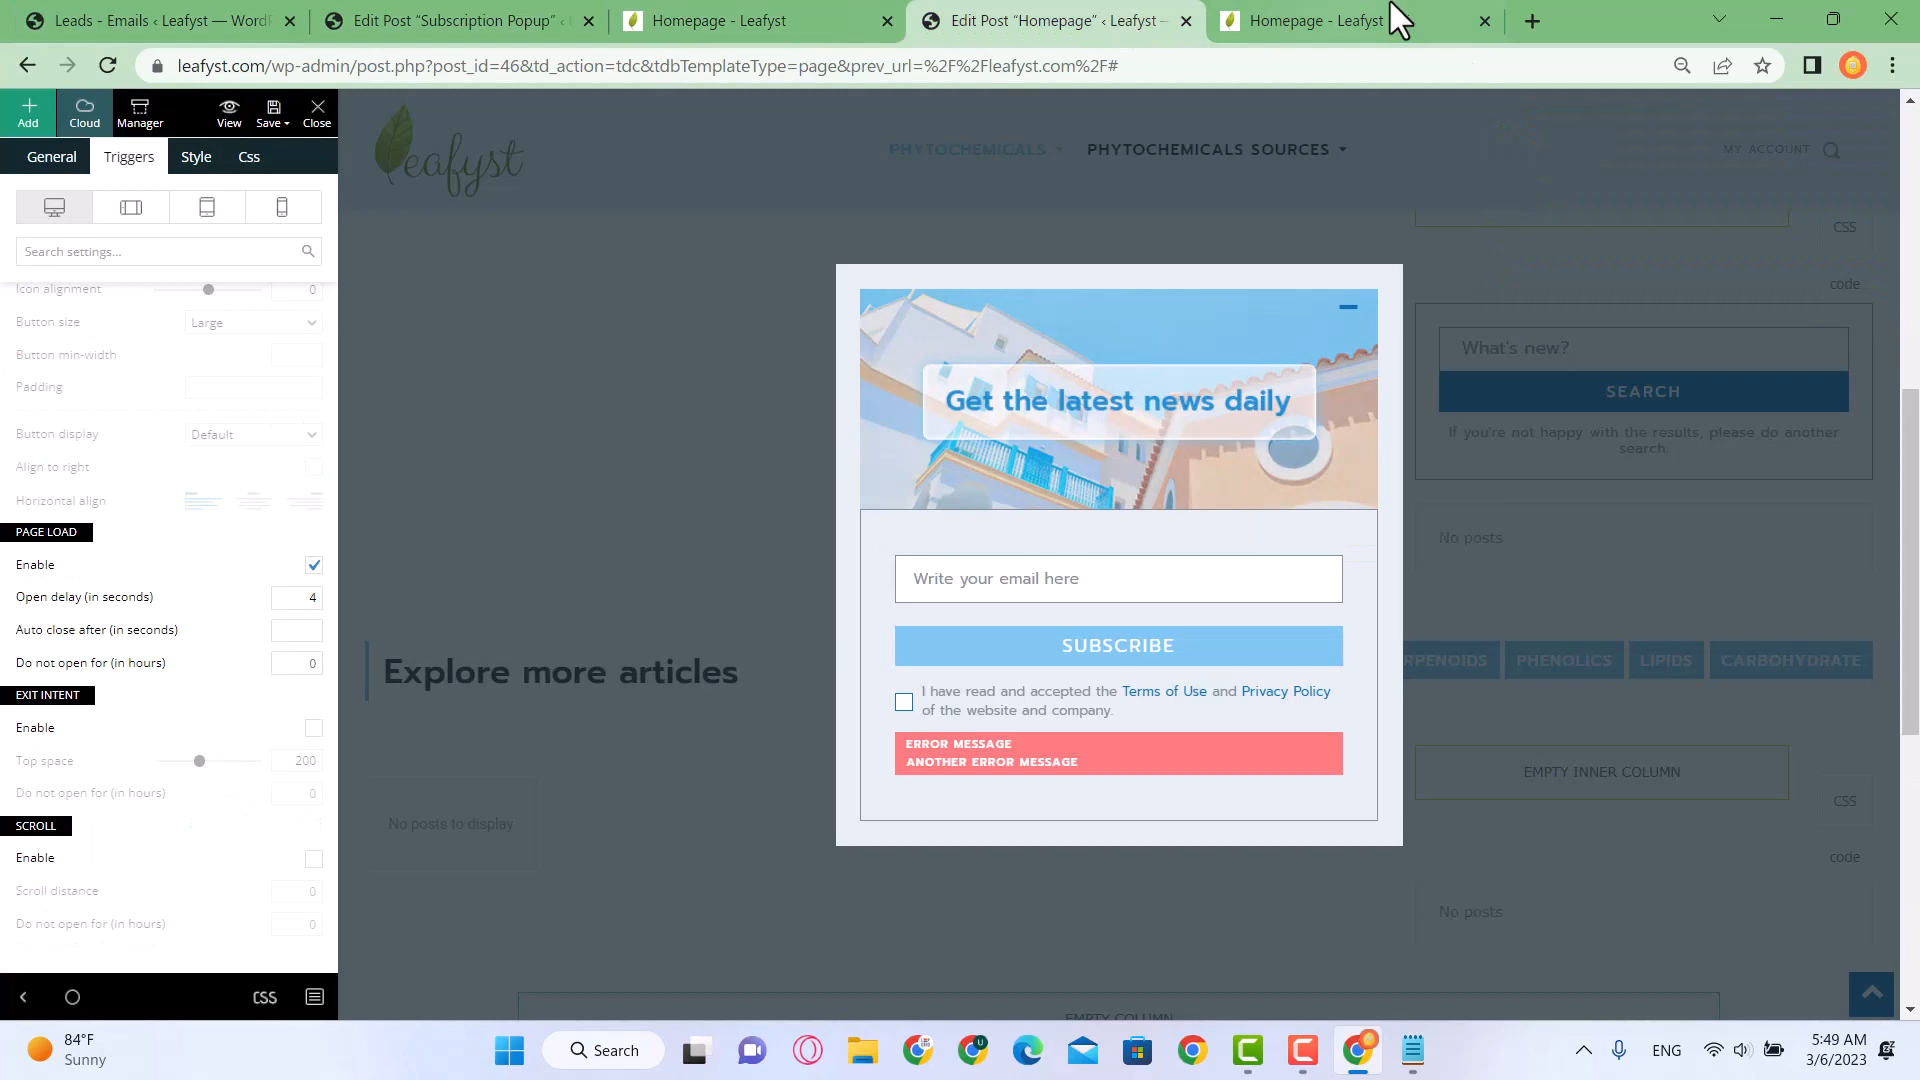 Leads - Emails ‹ Leafyst — WordP
Edit Post “Subscription Popup” ‹ L
Homepage - Leafyst
Edit Post “Homepage” ‹ Leafyst —
Homepage - Leafyst
leafyst.com/wp-admin/post.php?post_id=46&td_action=tdc&tdbTemplateType=page&prev_url=%2F%2Fleafyst.com%2F#
Add
Cloud
Manager
View
Save
Close
General
Triggers
Style
Css
Search settings...
Icon alignment 0
Button size Large
Button min-width
Padding
Button display Default
Align to right
Horizontal align
PAGE LOAD
Enable
Open delay (in seconds) 4
Auto close after (in seconds)
Do not open for (in hours) 0
EXIT INTENT
Enable
Top space 200
Do not open for (in hours) 0
SCROLL
Enable
Scroll distance 0
Do not open for (in hours) 0
CSS
eafyst
PHYTOCHEMICALS
PHYTOCHEMICALS SOURCES
MY ACCOUNT
CSS
code
What's new?
SEARCH
If you're not happy with the results, please do another
search.
No posts
Get the latest news daily
Write your email here
SUBSCRIBE
I have read and accepted the Terms of Use and Privacy Policy
of the website and company.
ERROR MESSAGE
ANOTHER ERROR MESSAGE
Explore more articles
RPENOIDS
PHENOLICS
LIPIDS
CARBOHYDRATE
No posts to display
EMPTY INNER COLUMN
CSS
code
No posts
EMPTY COLUMN
84°F
Sunny
Search
ENG
5:49 AM
3/6/2023